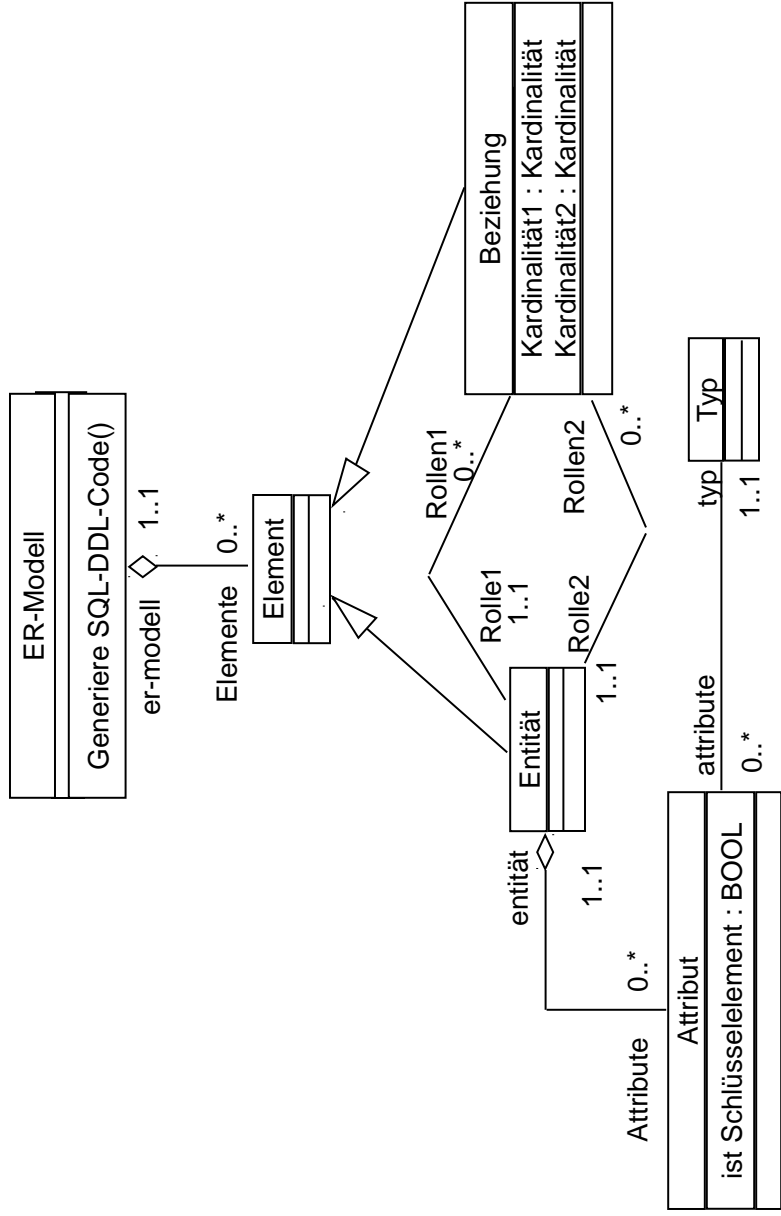 ER-Modell
Generiere SQL-DDL-Code()
er-modell
1..1
Elemente
0..*
Element
Beziehung
Kardinalität1 : Kardinalität
Kardinalität2 : Kardinalität
Rollen1
0..*
Rolle1
1..1
Rollen2
0..*
Rolle2
1..1
Entität
entität
1..1
Attribute
0..*
Attribut
ist Schlüsselelement : BOOL
attribute
0..*
typ
1..1
Typ